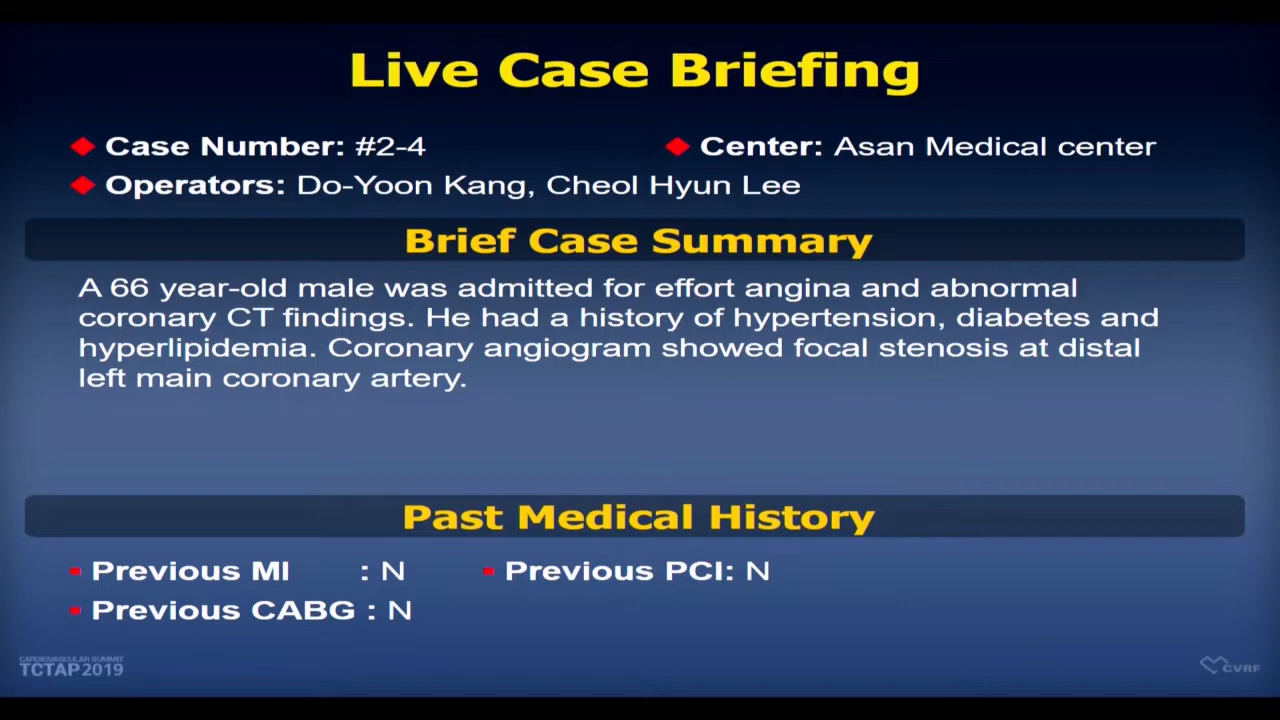 Live Case Briefing
Case Number: #2-4
Center: Asan Medical center
Operators: Do-Yoon Kang, Cheol Hyun Lee
Brief Case Summary
A 66 year-old male was admitted for effort angina and abnormal
coronary CT findings. He had a history of hypertension, diabetes and
hyperlipidemia. Coronary angiogram showed focal stenosis at distal
left main coronary artery.
Past Medical History
Previous MI : N
Previous PCI: N
Previous CABG : N
CARDIOVASCULAR SUMMIT
TCTAP2019
CVRF